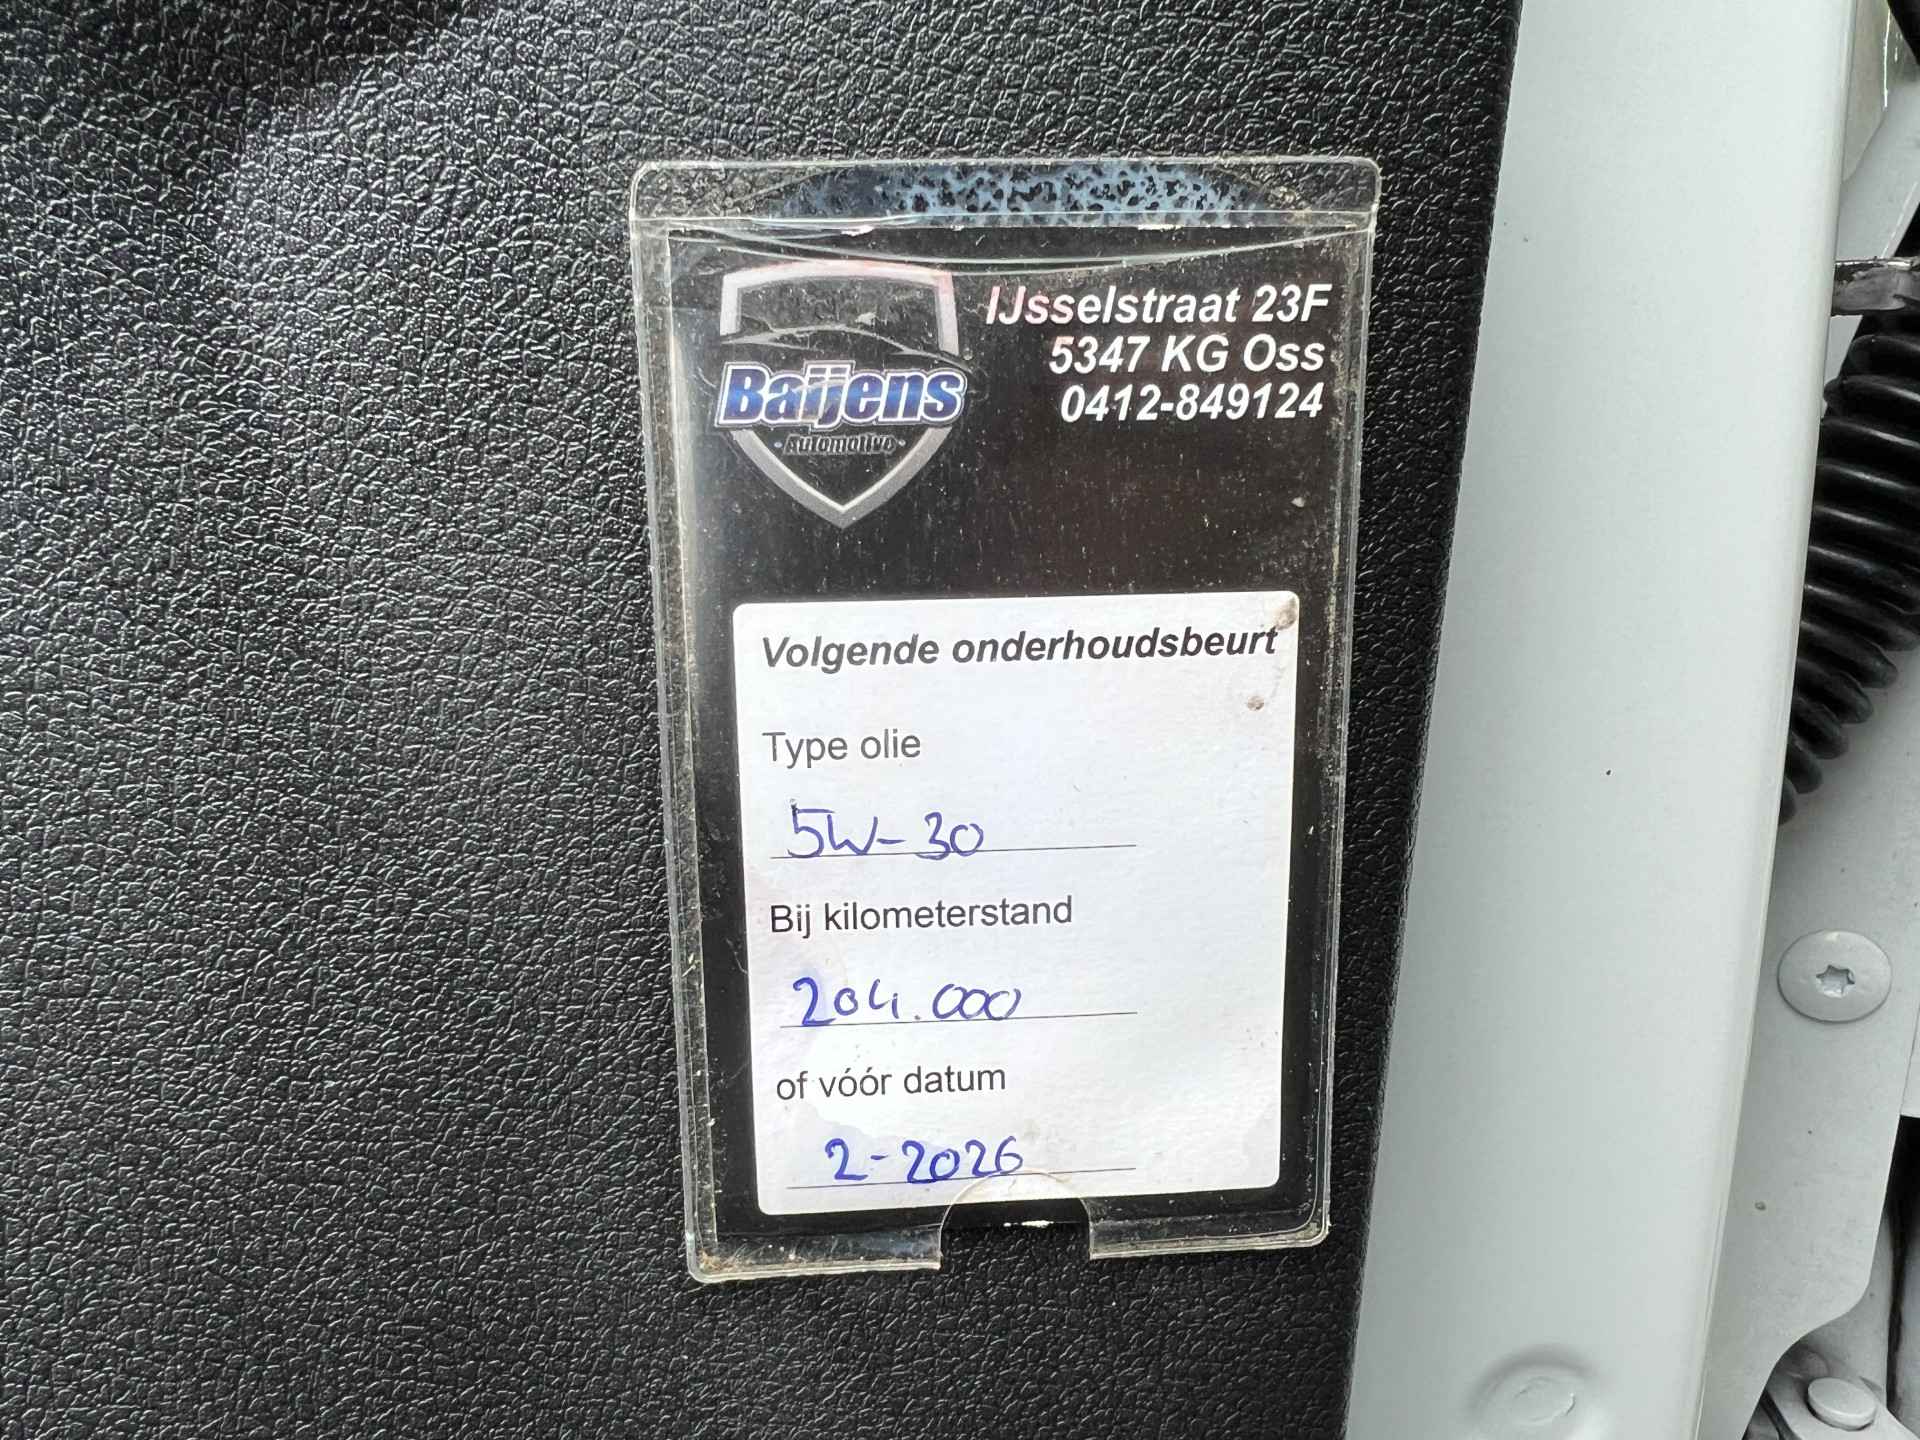 Baijens
Automotive
IJsselstraat 23F
5347 KG Oss
0412-849124
Volgende onderhoudsbeurt
Type olie
5W-30
Bij kilometerstand
204.000
of vóór datum
2-2026